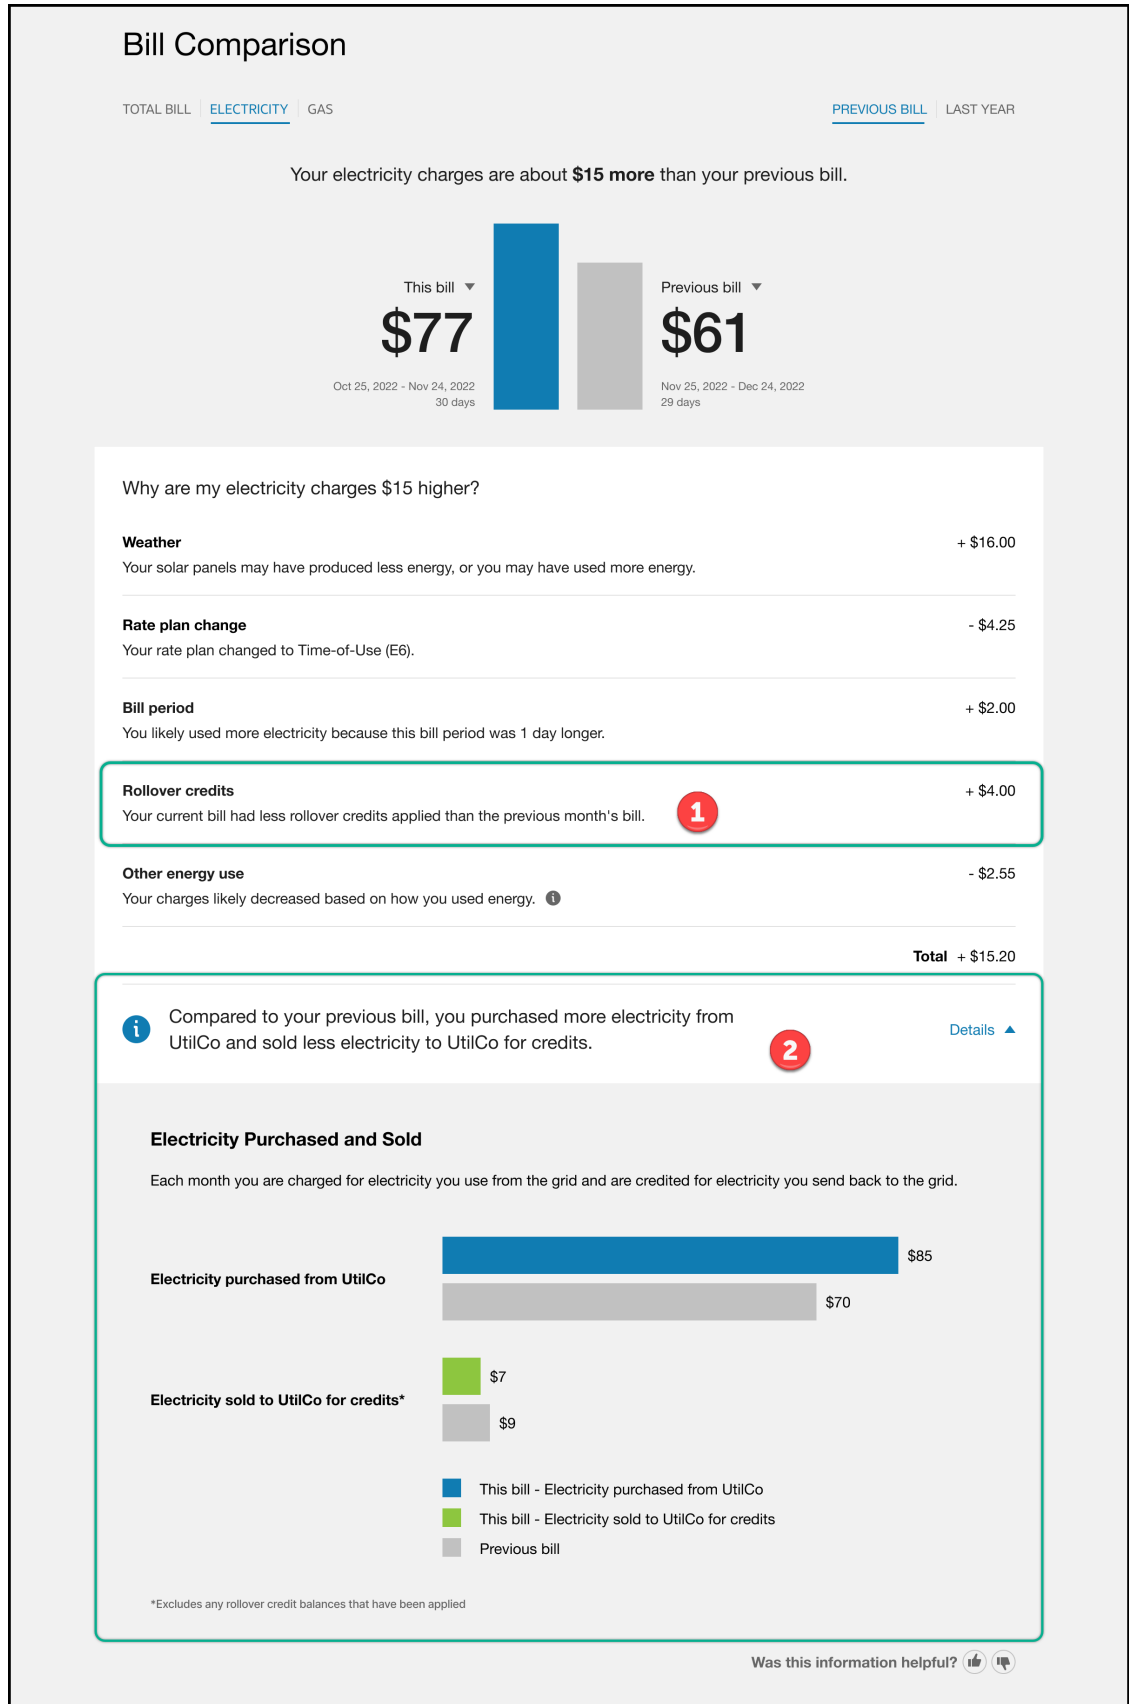 Bill Comparison
TOTAL BILL ELECTRICITY GAS PREVIOUS BILL LAST YEAR
Your electricity charges are about $15 more than your previous bill.
This bill
$77
Oct 25, 2022 - Nov 24, 2022
30 days
Previous bill
$61
Nov 25, 2022 - Dec 24, 2022
29 days
Why are my electricity charges $15 higher?
Weather + $16.00
Your solar panels may have produced less energy, or you may have used more energy.
Rate plan change - $4.25
Your rate plan changed to Time-of-Use (E6).
Bill period + $2.00
You likely used more electricity because this bill period was 1 day longer.
Rollover credits + $4.00
Your current bill had less rollover credits applied than the previous month's bill.
1
Other energy use - $2.55
Your charges likely decreased based on how you used energy. i
Total + $15.20
i
Compared to your previous bill, you purchased more electricity from
UtilCo and sold less electricity to UtilCo for credits.
2
Details
Electricity Purchased and Sold
Each month you are charged for electricity you use from the grid and are credited for electricity you send back to the grid.
Electricity purchased from UtilCo
$85
$70
Electricity sold to UtilCo for credits*
$7
$9
This bill - Electricity purchased from UtilCo
This bill - Electricity sold to UtilCo for credits
Previous bill
*Excludes any rollover credit balances that have been applied
Was this information helpful?